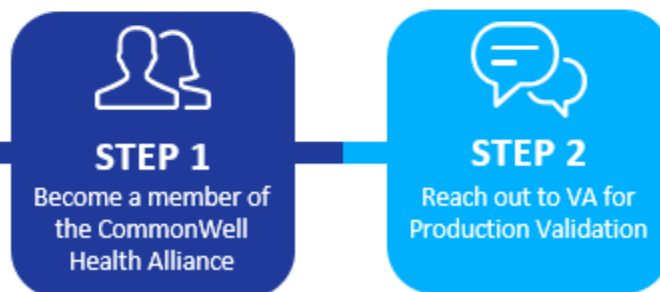 STEP 1
Become a member of
the CommonWell
Health Alliance
STEP 2
Reach out to VA for
Production Validation